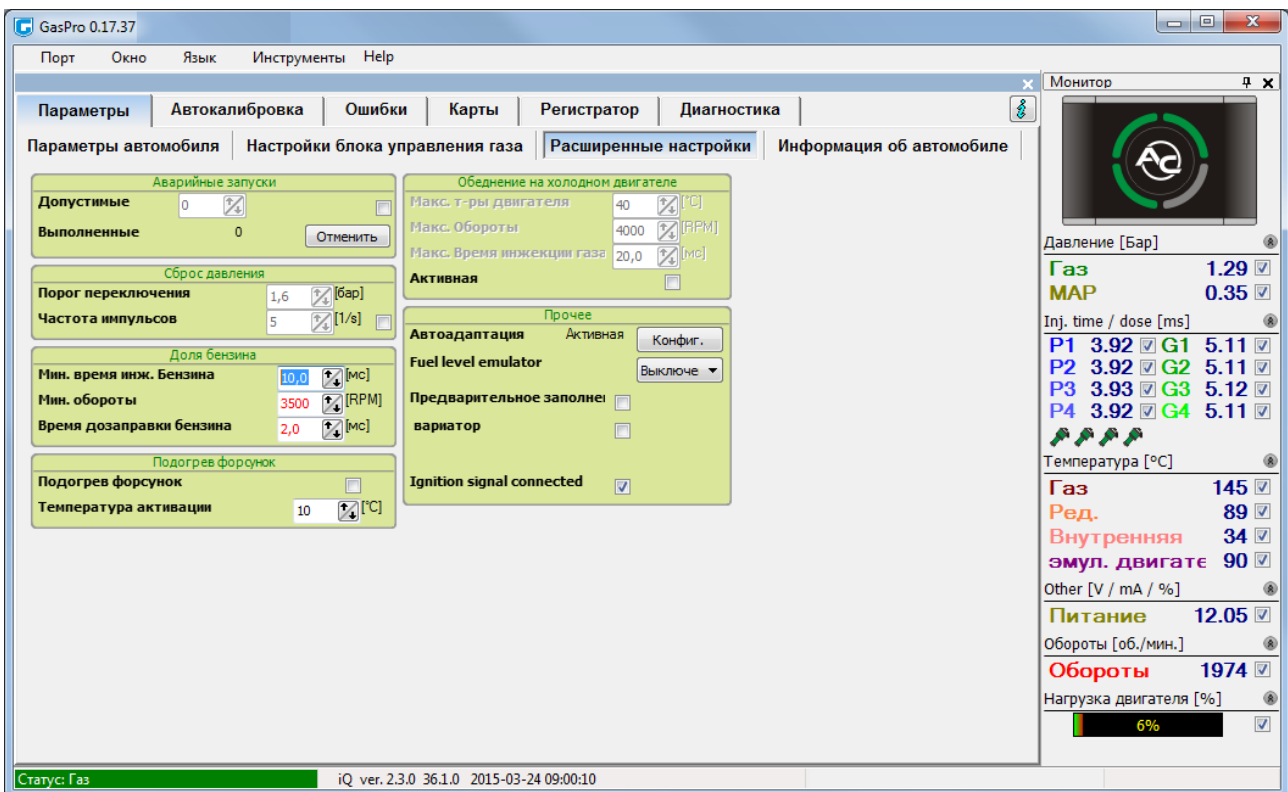 GasPro 0.17.37
Порт Окно Язык Инструменты Help
Параметры Автокалибровка Ошибки Карты Регистратор Диагностика
Параметры автомобиля Настройки блока управления газа Расширенные настройки Информация об автомобиле
Аварийные запуски
Допустимые 0
Выполненные 0 Отменить
Сброс давления
Порог переключения 1,6 [бар]
Частота импульсов 5 [1/s]
Доля бензина
Мин. время инж. Бензина 10,0 [мс]
Мин. обороты 3500 [RPM]
Время дозаправки бензина 2,0 [мс]
Подогрев форсунок
Подогрев форсунок
Температура активации 10 [°C]
Обеднение на холодном двигателе
Макс. т-ры двигателя 40 [°C]
Макс. Обороты 4000 [RPM]
Макс. Время инжекции газа 20,0 [мс]
Активная
Прочее
Автоадаптация Активная Конфиг.
Fuel level emulator Выключе
Предварительное заполне
вариатор
Ignition signal connected
Монитор
AC
Давление [Бар]
Газ 1.29
MAP 0.35
Inj. time / dose [ms]
P1 3.92 G1 5.11
P2 3.92 G2 5.11
P3 3.93 G3 5.12
P4 3.92 G4 5.11
Температура [°C]
Газ 145
Ред. 89
Внутренняя 34
эмул. двигате 90
Other [V / mA / %]
Питание 12.05
Обороты [об./мин.]
Обороты 1974
Нагрузка двигателя [%]
6%
Статус: Газ iQ ver. 2.3.0 36.1.0 2015-03-24 09:00:10